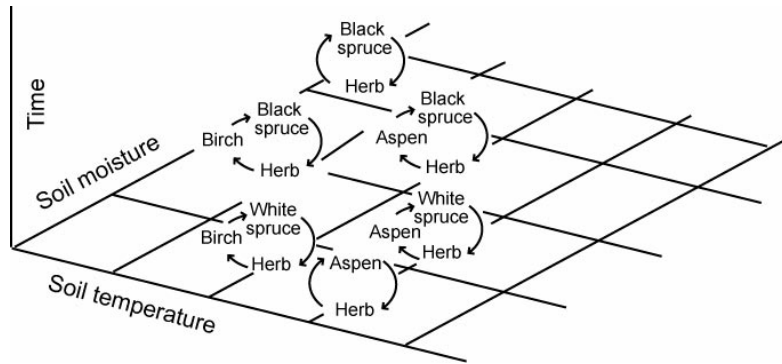 Time
Soil moisture
Soil temperature
Black
spruce
Herb
Black
spruce
Birch
Herb
Black
spruce
Aspen
Herb
White
spruce
Birch
Herb
White
spruce
Aspen
Herb
Aspen
Herb